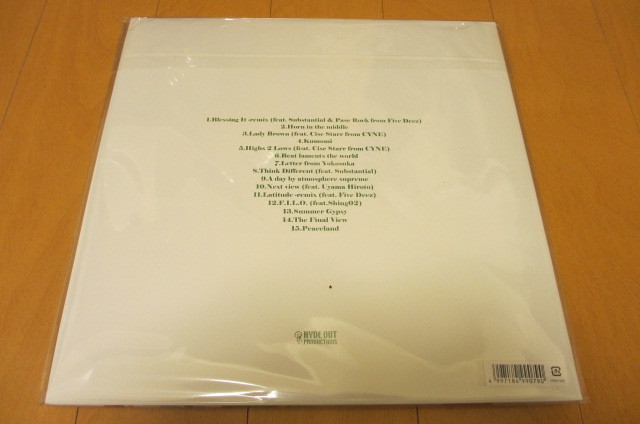 1.Blessing It -remix (feat. Substantial & Pase Rock from Five Deez)
2.Horn in the middle
3.Lady Brown (feat. Cise Starr from CYNE)
4.Kumomi
5.Highs 2 Lows (feat. Cise Starr from CYNE)
6.Beat laments the world
7.Letter from Yokosuka
8.Think Different (feat. Substantial)
9.A day by atmosphere supreme
10.Next view (feat. Uyama Hiroto)
11.Latitude -remix (feat. Five Deez)
12.F.I.L.O. (feat.Shing02)
13.Summer Gypsy
14.The Final View
15.Peaceland
HYDE OUT
PRODUCTIONS
4 997184 990790